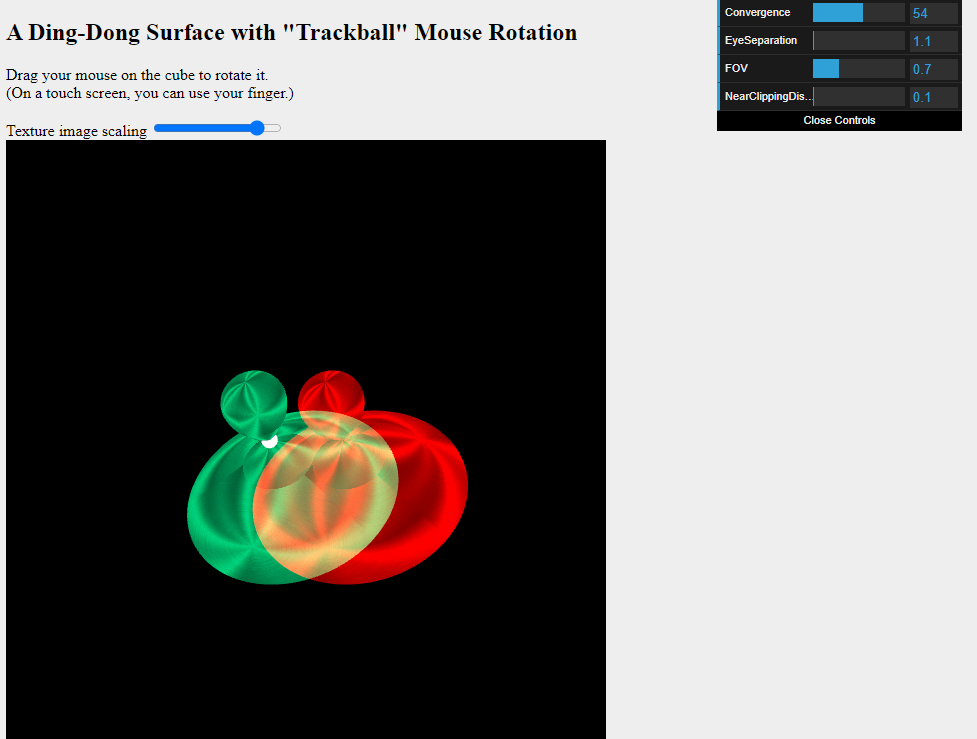 A Ding-Dong Surface with "Trackball" Mouse Rotation
Drag your mouse on the cube to rotate it.
(On a touch screen, you can use your finger.)
Texture image scaling
Convergence 54
EyeSeparation 1.1
FOV 0.7
NearClippingDis... 0.1
Close Controls